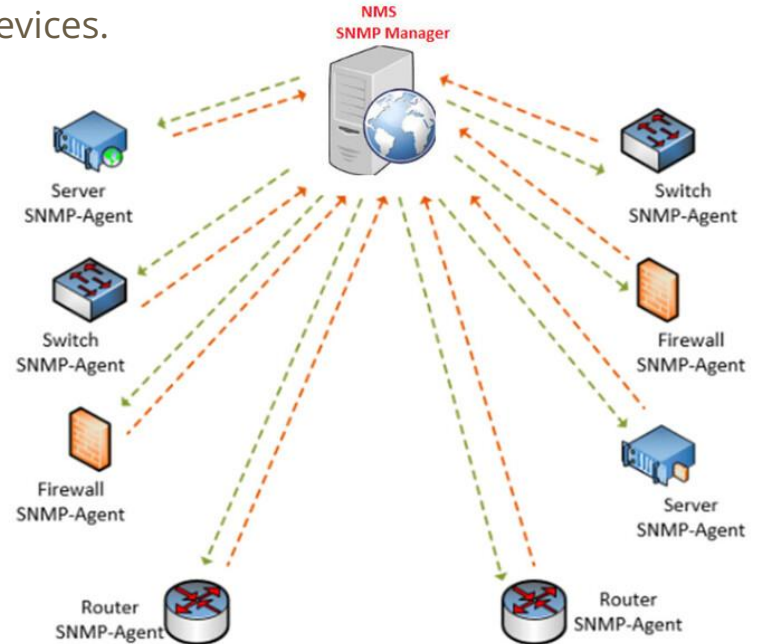 evices.
NMS
SNMP Manager
Server
SNMP-Agent
Switch
SNMP-Agent
Switch
SNMP-Agent
Firewall
SNMP-Agent
Firewall
SNMP-Agent
Server
SNMP-Agent
Router
SNMP-Agent
Router
SNMP-Agent